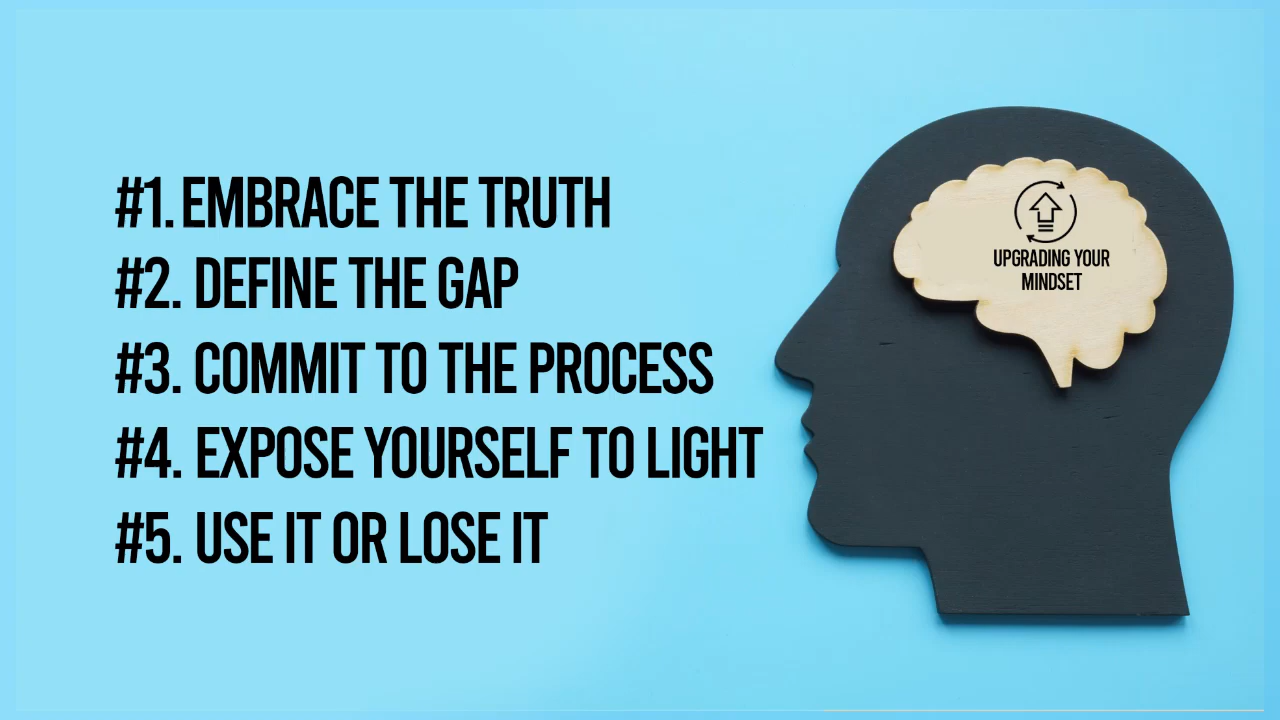 #1. EMBRACE THE TRUTH
#2. DEFINE THE GAP
#3. COMMIT TO THE PROCESS
#4. EXPOSE YOURSELF TO LIGHT
#5. USE IT OR LOSE IT
UPGRADING YOUR
MINDSET